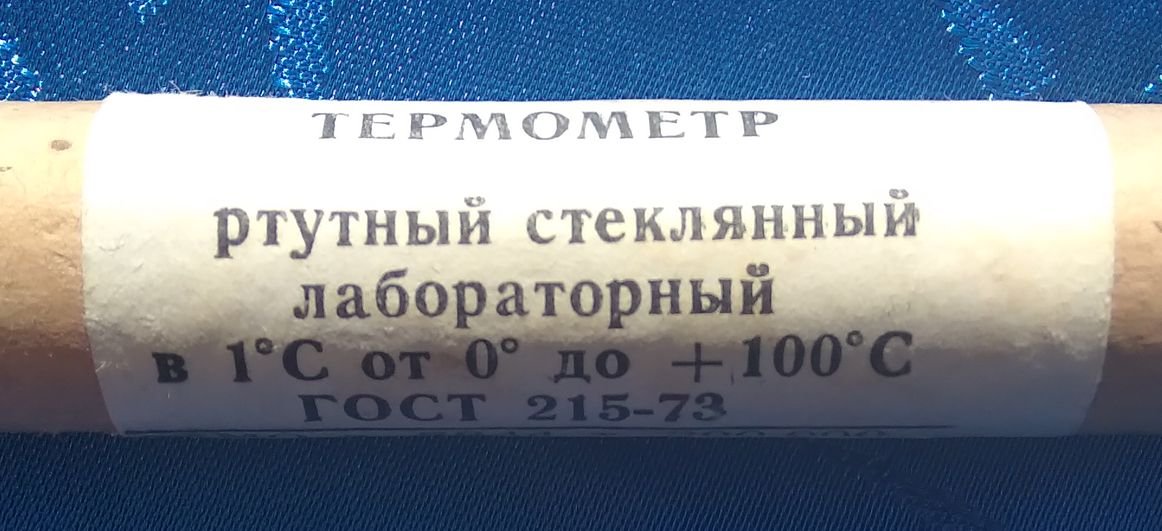 ТЕРМОМЕТР
ртутный стеклянный
лабораторный
в 1°С от 0° до +100°С
ГОСТ 215-73